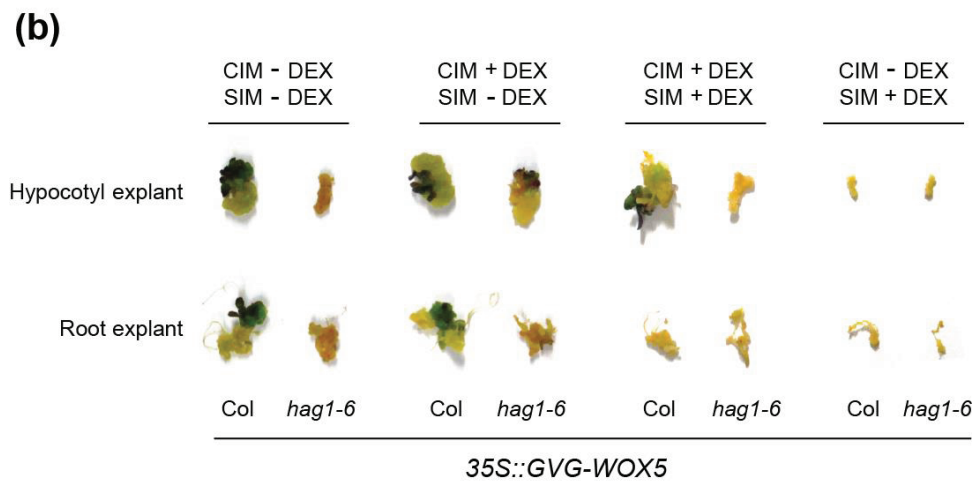 (b)
CIM - DEX CIM + DEX CIM + DEX CIM - DEX
SIM - DEX SIM - DEX SIM + DEX SIM + DEX
Hypocotyl explant
Root explant
Col hag1-6 Col hag1-6 Col hag1-6 Col hag1-6
35S::GVG-WOX5